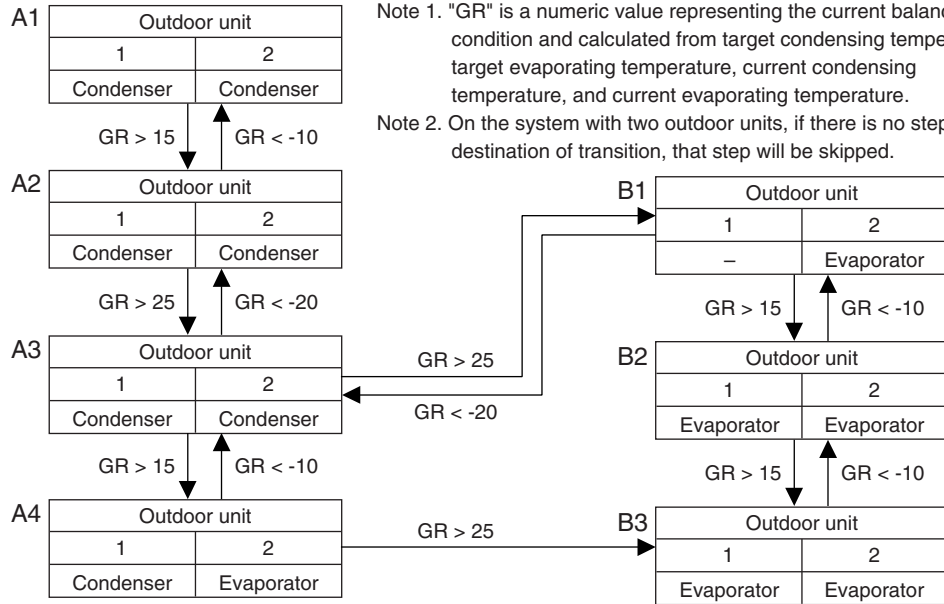 A1
Outdoor unit
1 2
Condenser Condenser
GR > 15 GR < -10
A2
Outdoor unit
1 2
Condenser Condenser
GR > 25 GR < -20
A3
Outdoor unit
1 2
Condenser Condenser
GR > 15 GR < -10
A4
Outdoor unit
1 2
Condenser Evaporator
Note 1. "GR" is a numeric value representing the current
condition and calculated from target condensing
target evaporating temperature, current condensing
temperature, and current evaporating temperature.
Note 2. On the system with two outdoor units, if there is no
destination of transition, that step will be skipped.
GR > 25
GR < -20
GR > 25
B1
Outdoor unit
1 2
– Evaporator
GR > 15 GR < -10
B2
Outdoor unit
1 2
Evaporator Evaporator
GR > 15 GR < -10
B3
Outdoor unit
1 2
Evaporator Evaporator